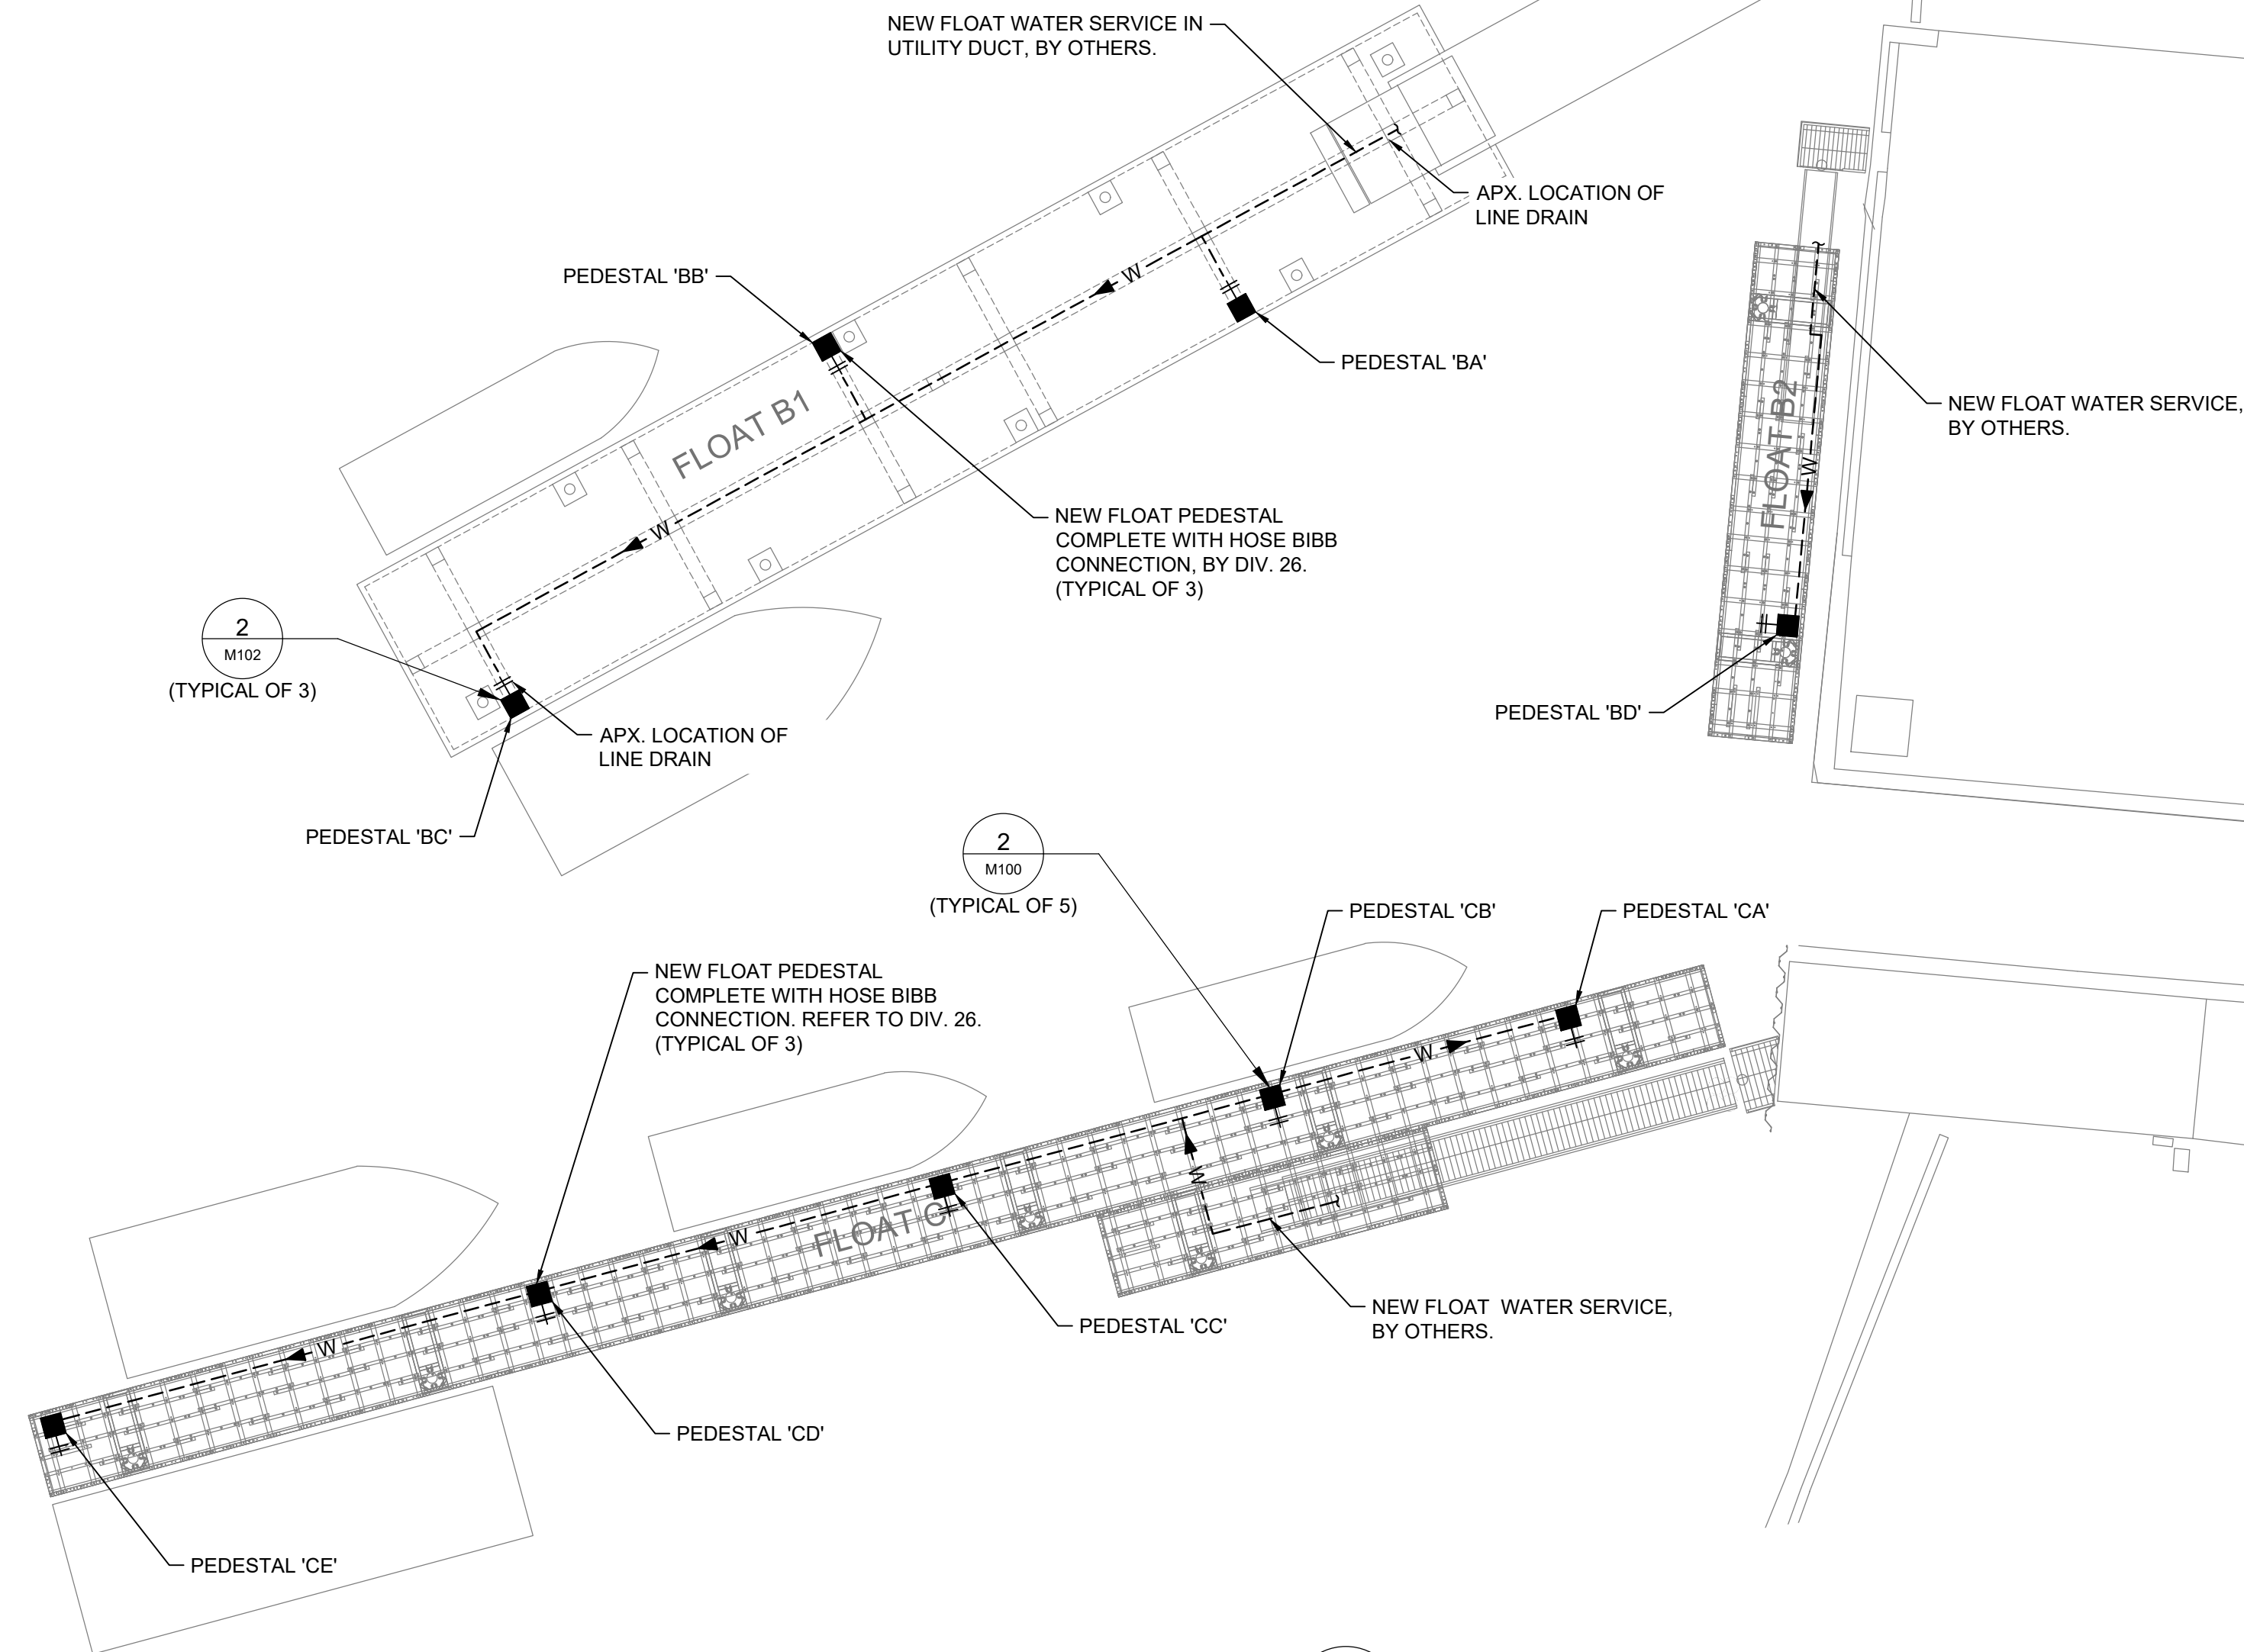 NEW FLOAT WATER SERVICE IN
UTILITY DUCT, BY OTHERS.
APX. LOCATION OF
LINE DRAIN
PEDESTAL 'BB'
W
PEDESTAL 'BA'
FLOAT B1
NEW FLOAT WATER SERVICE,
BY OTHERS.
FLOAT B2
W
W
NEW FLOAT PEDESTAL
COMPLETE WITH HOSE BIBB
CONNECTION, BY DIV. 26.
(TYPICAL OF 3)
2
M102
(TYPICAL OF 3)
APX. LOCATION OF
LINE DRAIN
PEDESTAL 'BD'
PEDESTAL 'BC'
2
M100
(TYPICAL OF 5)
PEDESTAL 'CB'
PEDESTAL 'CA'
NEW FLOAT PEDESTAL
COMPLETE WITH HOSE BIBB
CONNECTION. REFER TO DIV. 26.
(TYPICAL OF 3)
W
W
FLOAT C
W
NEW FLOAT WATER SERVICE,
BY OTHERS.
PEDESTAL 'CC'
W
PEDESTAL 'CD'
PEDESTAL 'CE'